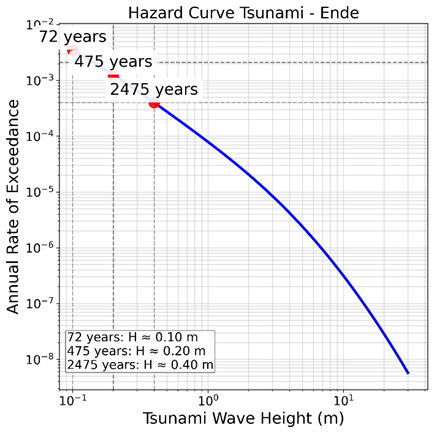 Hazard Curve Tsunami - Ende
10⁻²
72 years
475 years
10⁻³
2475 years
10⁻⁴
10⁻⁵
10⁻⁶
10⁻⁷
10⁻⁸
Annual Rate of Exceedance
72 years: H ≈ 0.10 m
475 years: H ≈ 0.20 m
2475 years: H ≈ 0.40 m
10⁻¹ 10⁰ 10¹
Tsunami Wave Height (m)